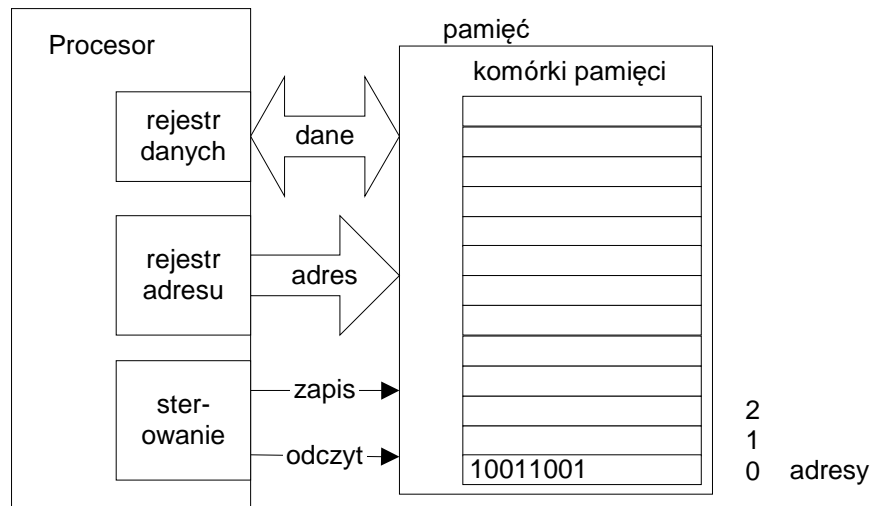 Procesor
pamięć
komórki pamięci
rejestr
danych
dane
rejestr
adresu
adres
ster-
owanie
zapis
odczyt
2
1
10011001
0 adresy